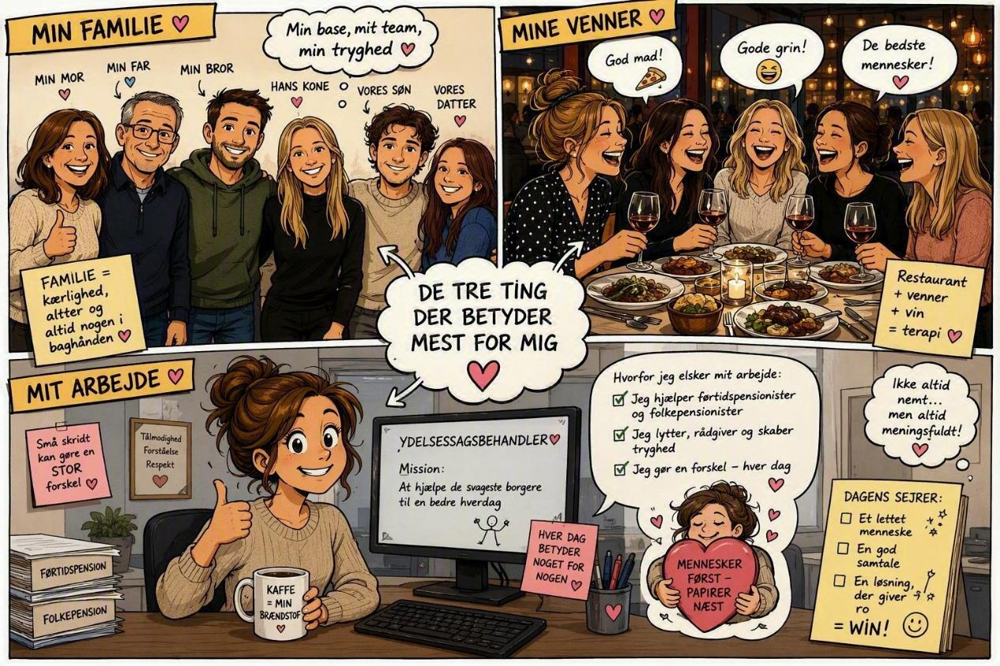 MIN FAMILIE
Min base, mit team,
min tryghed
MIN MOR
MIN FAR
MIN BROR
HANS KONE
VORES SØN
VORES
DATTER
FAMILIE =
kærlighed,
altter og
altid nogen i
baghånden
MINE VENNER
God mad!
Gode grin!
De bedste
mennesker!
Restaurant
+ venner
+ vin
= terapi
DE TRE TING
DER BETYDER
MEST FOR MIG
MIT ARBEJDE
Små skridt
kan gøre en
STOR
forskel
Tålmodighed
Forståelse
Respekt
FØRTIDSPENSION
FOLKEPENSION
KAFFE
= MIN
BRÆNDSTOF
YDELSESSAGSBEHANDLER
Mission:
At hjælpe de svageste borgere
til en bedre hverdag
HVER DAG
BETYDER
NOGET FOR
NOGEN
Hvorfor jeg elsker mit arbejde:
Jeg hjælper førtidspensionister
og folkepensionister
Jeg lytter, rådgiver og skaber
tryghed
Jeg gør en forskel – hver dag
MENNESKER
FØRST –
PAPIRER
NÆST
Ikke altid
nemt...
men altid
meningsfuldt!
DAGENS SEJRER:
Et lettet
menneske
En god
samtale
En løsning,
der giver
ro
= WIN!